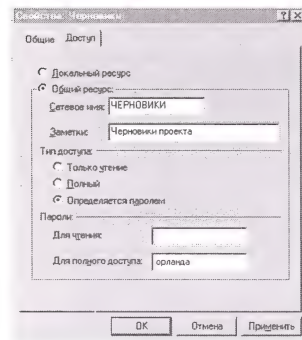 Свойства: Черновики
Общие Доступ
Локальный ресурс
Общий ресурс:
Сетевое имя: ЧЕРНОВИКИ
Заметки: Черновики проекта
Тип доступа:
Только чтение
Полный
Определяется паролем
Пароли:
Для чтения:
Для полного доступа: орланда
ОК Отмена Применить